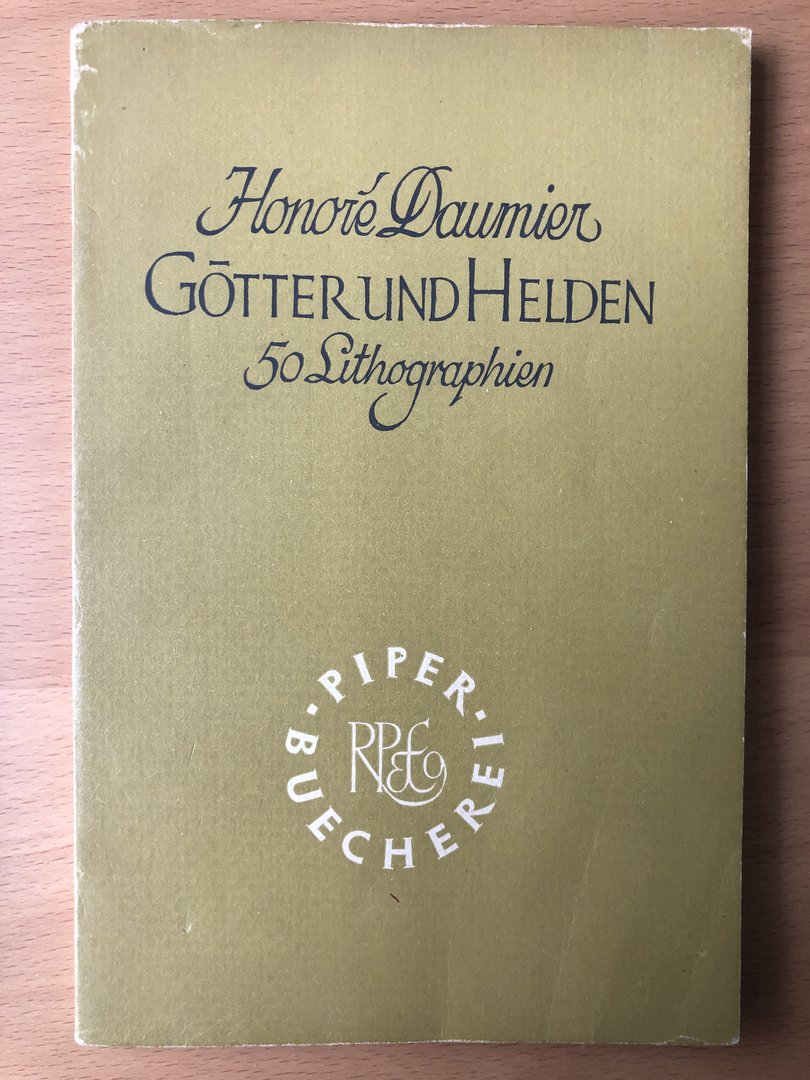 Honoré Daumier
GÖTTER UND HELDEN
50 Lithographien
· PIPER ·
BUECHEREI
RP&Co